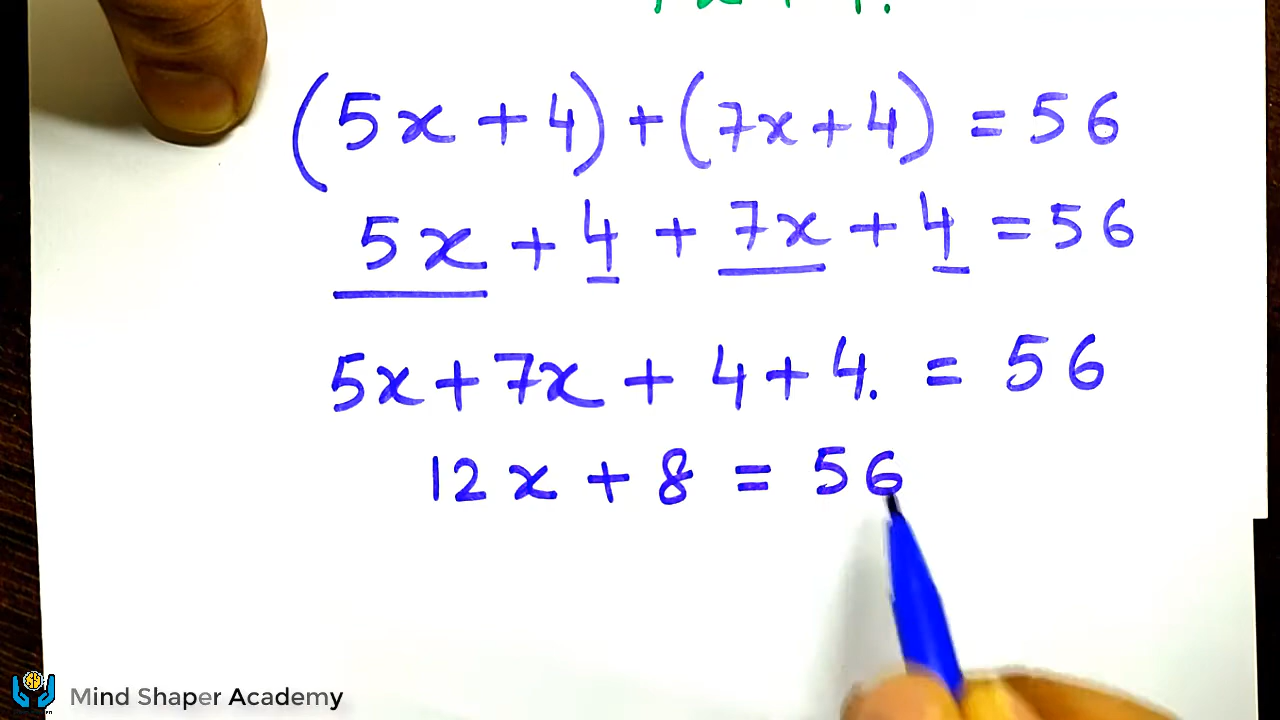 (5x + 4) + (7x + 4) = 56
5x + 4 + 7x + 4 = 56
5x + 7x + 4 + 4. = 56
12x + 8 = 56
Mind Shaper Academy